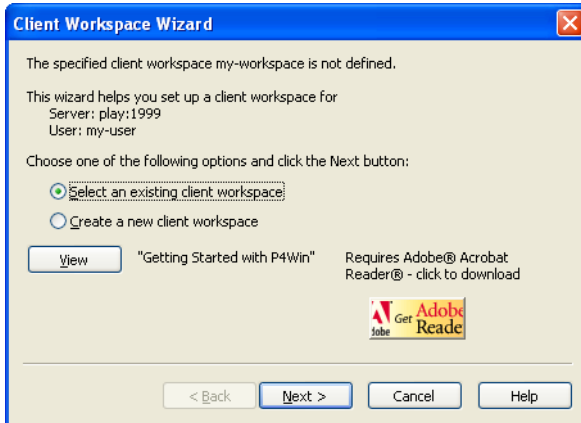 Client Workspace Wizard
The specified client workspace my-workspace is not defined.
This wizard helps you set up a client workspace for
Server: play:1999
User: my-user
Choose one of the following options and click the Next button:
Select an existing client workspace
Create a new client workspace
View "Getting Started with P4Win" Requires Adobe® Acrobat
Reader® - click to download
Get Adobe
Adobe Reader
< Back Next > Cancel Help